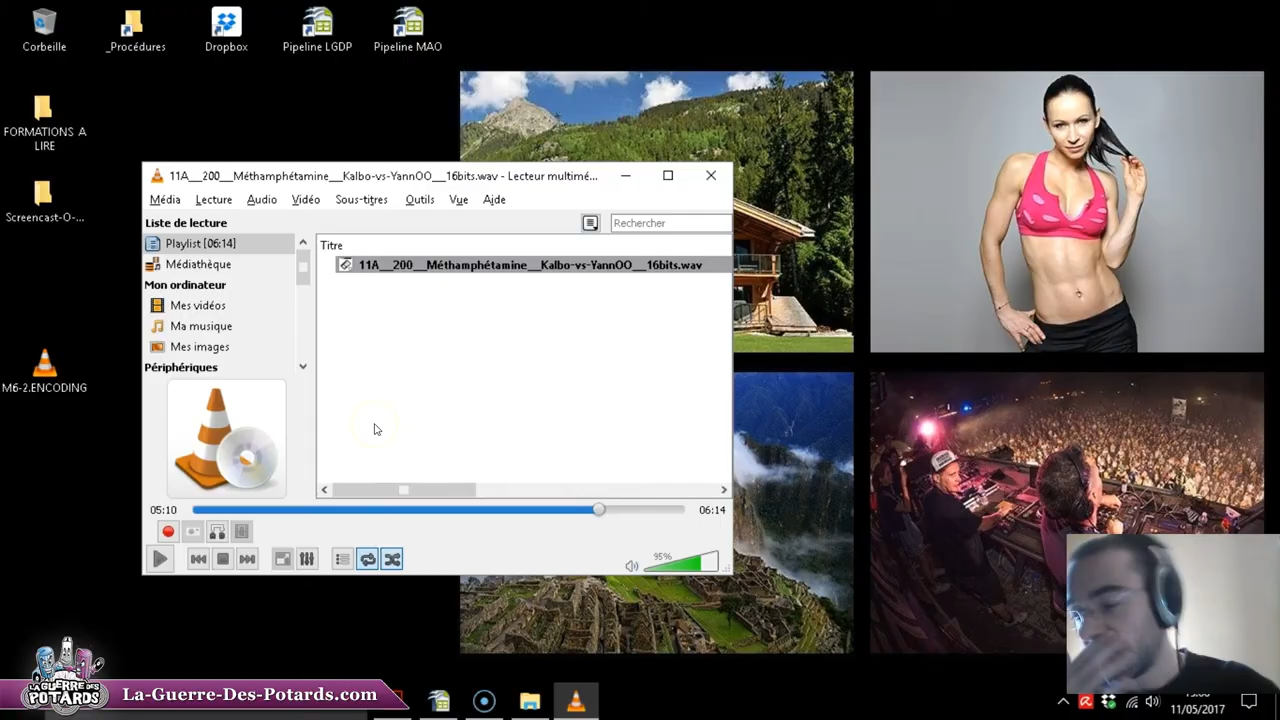 Corbeille
_Procédures
Dropbox
Pipeline LGDP
Pipeline MAO
FORMATIONS A
LIRE
Screencast-O-...
M6-2.ENCODING
11A__200__Méthamphétamine__Kalbo-vs-YannOO__16bits.wav - Lecteur multimé...
Média Lecture Audio Vidéo Sous-titres Outils Vue Aide
Liste de lecture
Rechercher
Playlist [06:14]
Titre
Médiathèque
11A__200__Méthamphétamine__Kalbo-vs-YannOO__16bits.wav
Mon ordinateur
Mes vidéos
Ma musique
Mes images
Périphériques
05:10
06:14
95%
LA GUERRE DES
POTARDS
La-Guerre-Des-Potards.com
11/05/2017